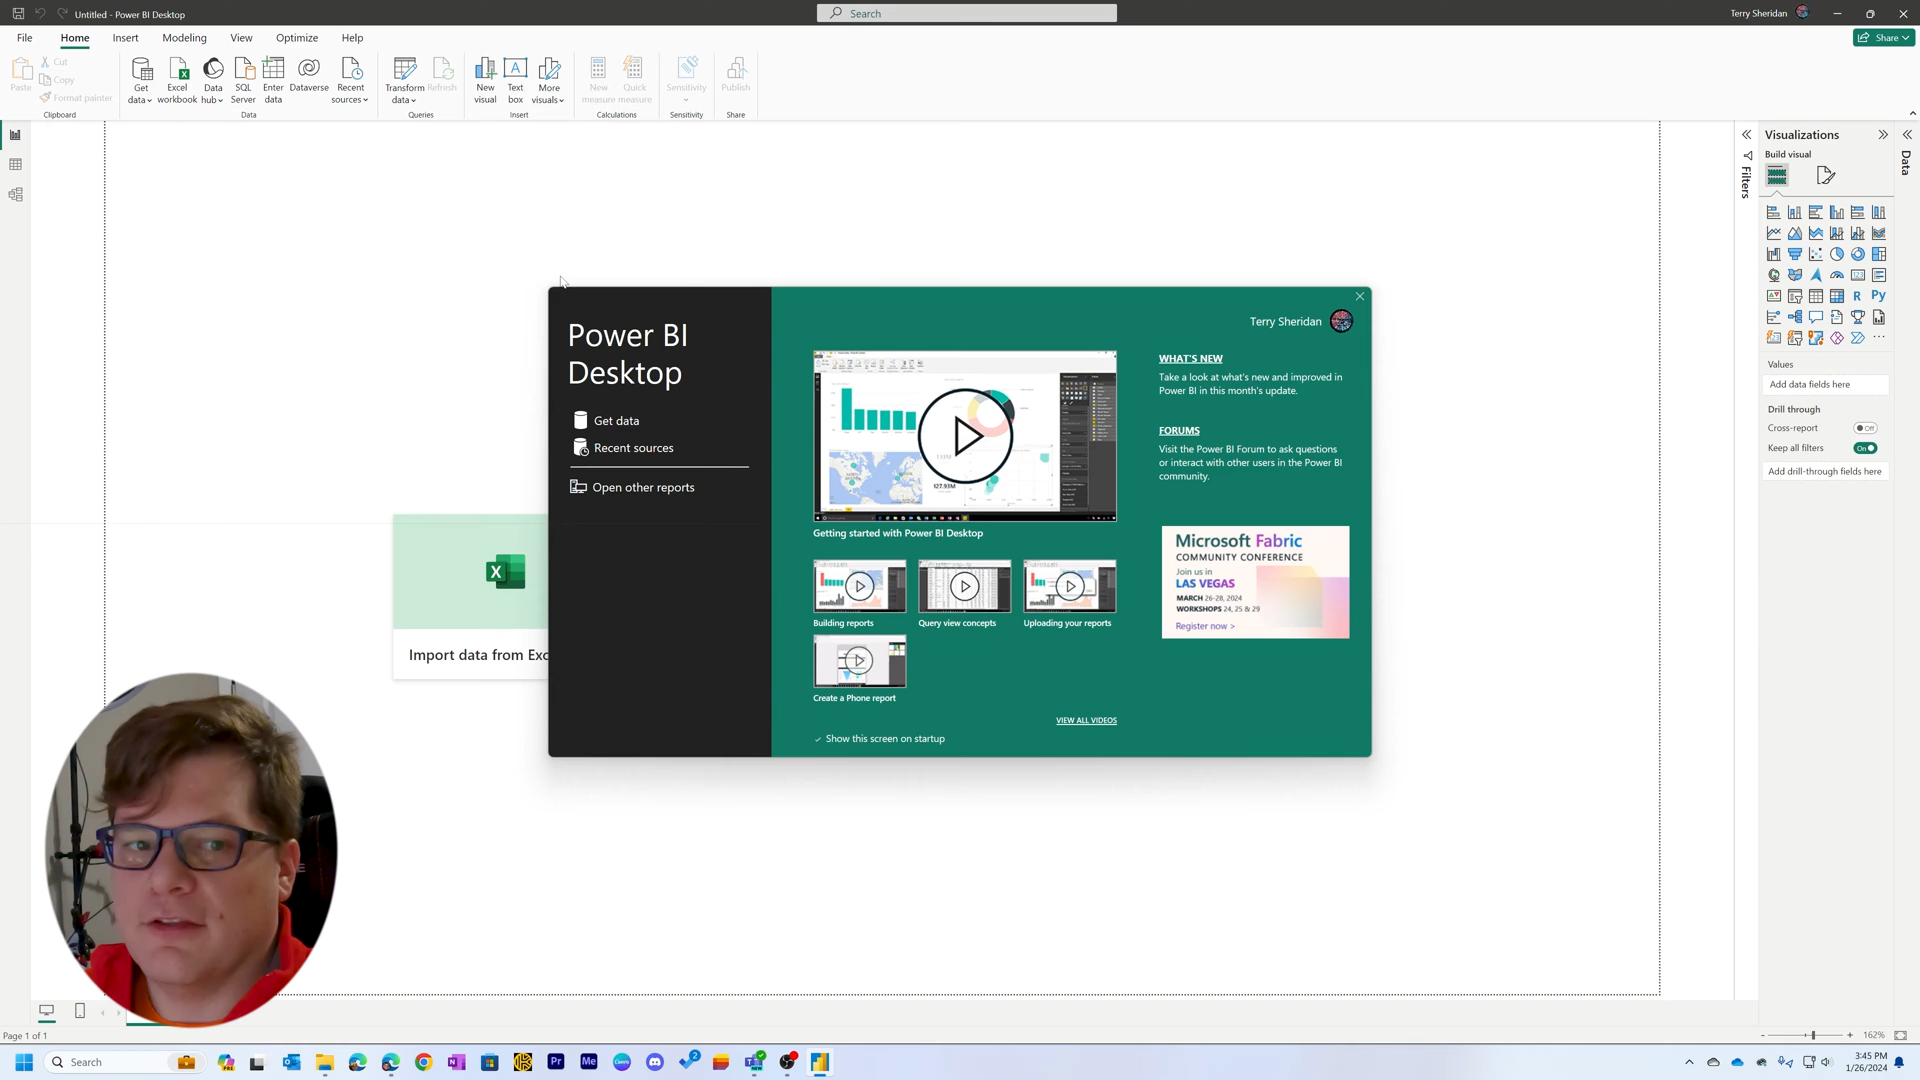 Untitled - Power BI Desktop
Search
Terry Sheridan
File
Home
Insert
Modeling
View
Optimize
Help
Share
Paste
Cut
Copy
Format painter
Get data
Excel workbook
Data hub
SQL Server
Enter data
Dataverse
Recent sources
Transform data
Refresh
New visual
Text box
More visuals
New measure
Quick measure
Sensitivity
Publish
Clipboard
Data
Queries
Insert
Calculations
Sensitivity
Share
Filters
Visualizations
Build visual
R
Py
Values
Add data fields here
Drill through
Cross-report
Off
Keep all filters
On
Add drill-through fields here
Data
Import data from Exc
Power BI
Desktop
Get data
Recent sources
Open other reports
Terry Sheridan
Getting started with Power BI Desktop
Building reports
Query view concepts
Uploading your reports
Create a Phone report
VIEW ALL VIDEOS
Show this screen on startup
WHAT'S NEW
Take a look at what's new and improved in
Power BI in this month's update.
FORUMS
Visit the Power BI Forum to ask questions
or interact with other users in the Power BI
community.
Microsoft Fabric
COMMUNITY CONFERENCE
Join us in
LAS VEGAS
MARCH 26-28, 2024
WORKSHOPS 24, 25 & 29
Register now >
Page 1 of 1
162%
Search
3:45 PM
1/26/2024